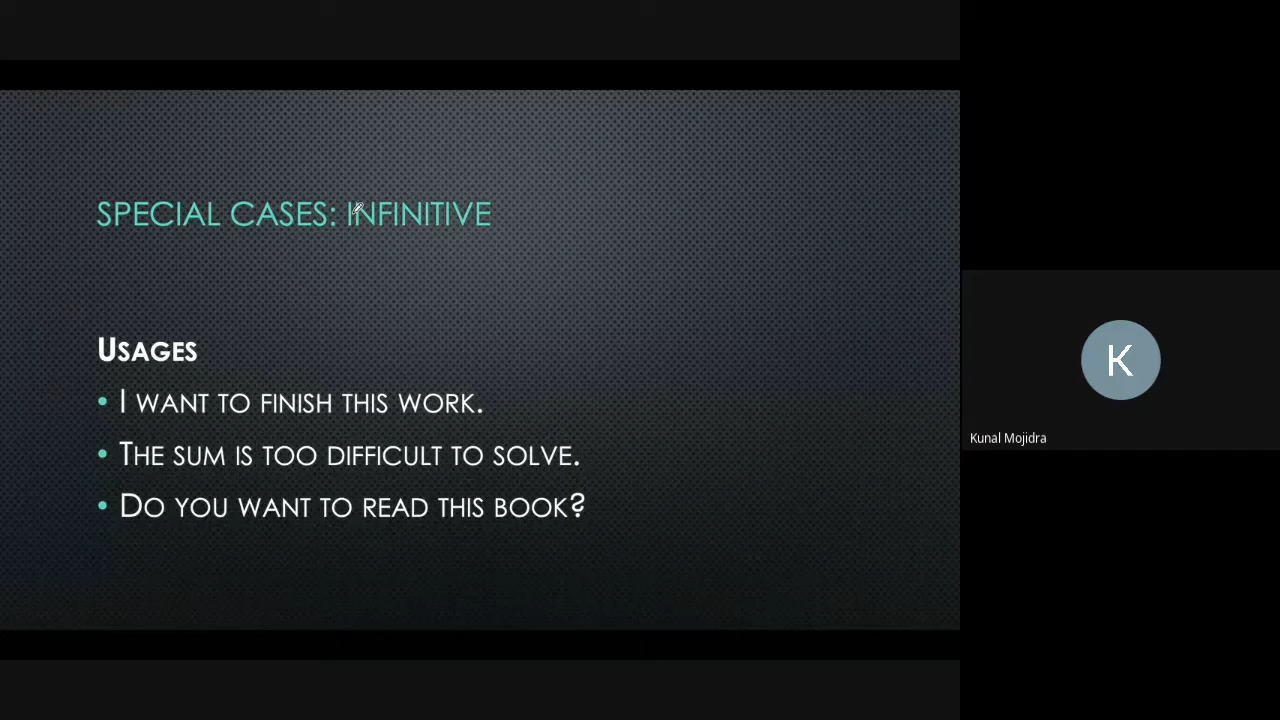 SPECIAL CASES: INFINITIVE
USAGES
• I WANT TO FINISH THIS WORK.
• THE SUM IS TOO DIFFICULT TO SOLVE.
• DO YOU WANT TO READ THIS BOOK?
K
Kunal Mojidra